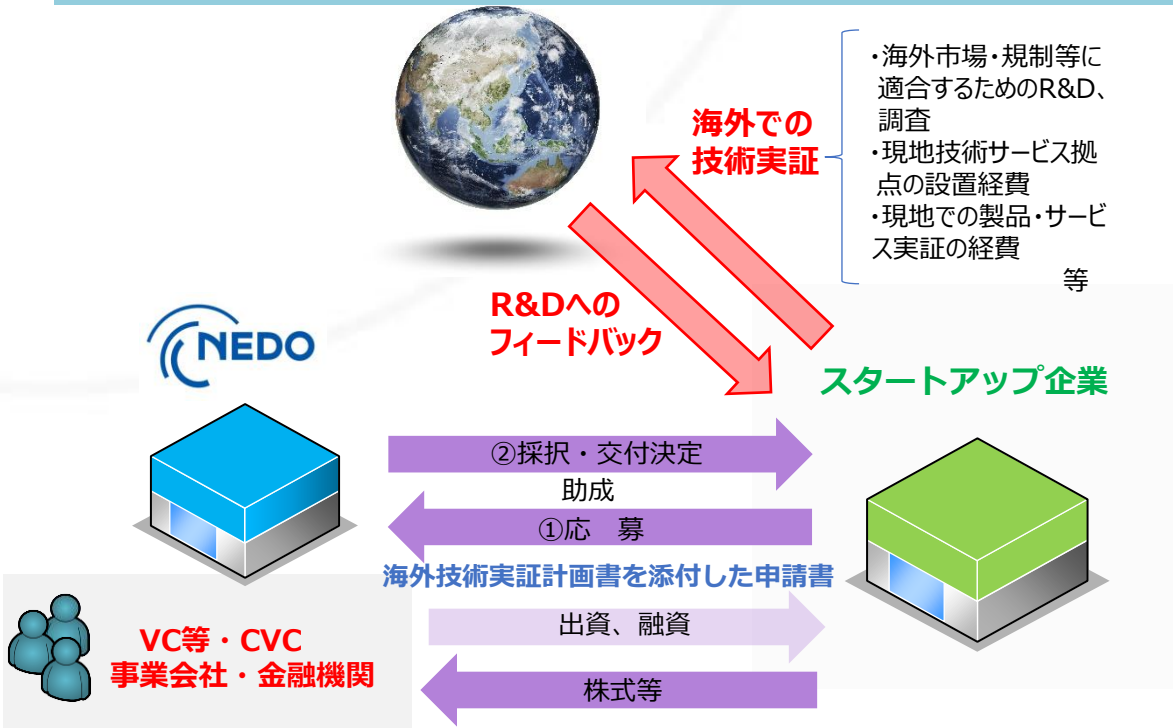 ・海外市場・規制等に
適合するためのR&D、
調査
・現地技術サービス拠
点の設置経費
・現地での製品・サービ
ス実証の経費
等
海外での
技術実証
R&Dへの
フィードバック
NEDO
スタートアップ企業
②採択・交付決定
助成
①応　募
海外技術実証計画書を添付した申請書
出資、融資
VC等・CVC
事業会社・金融機関
株式等